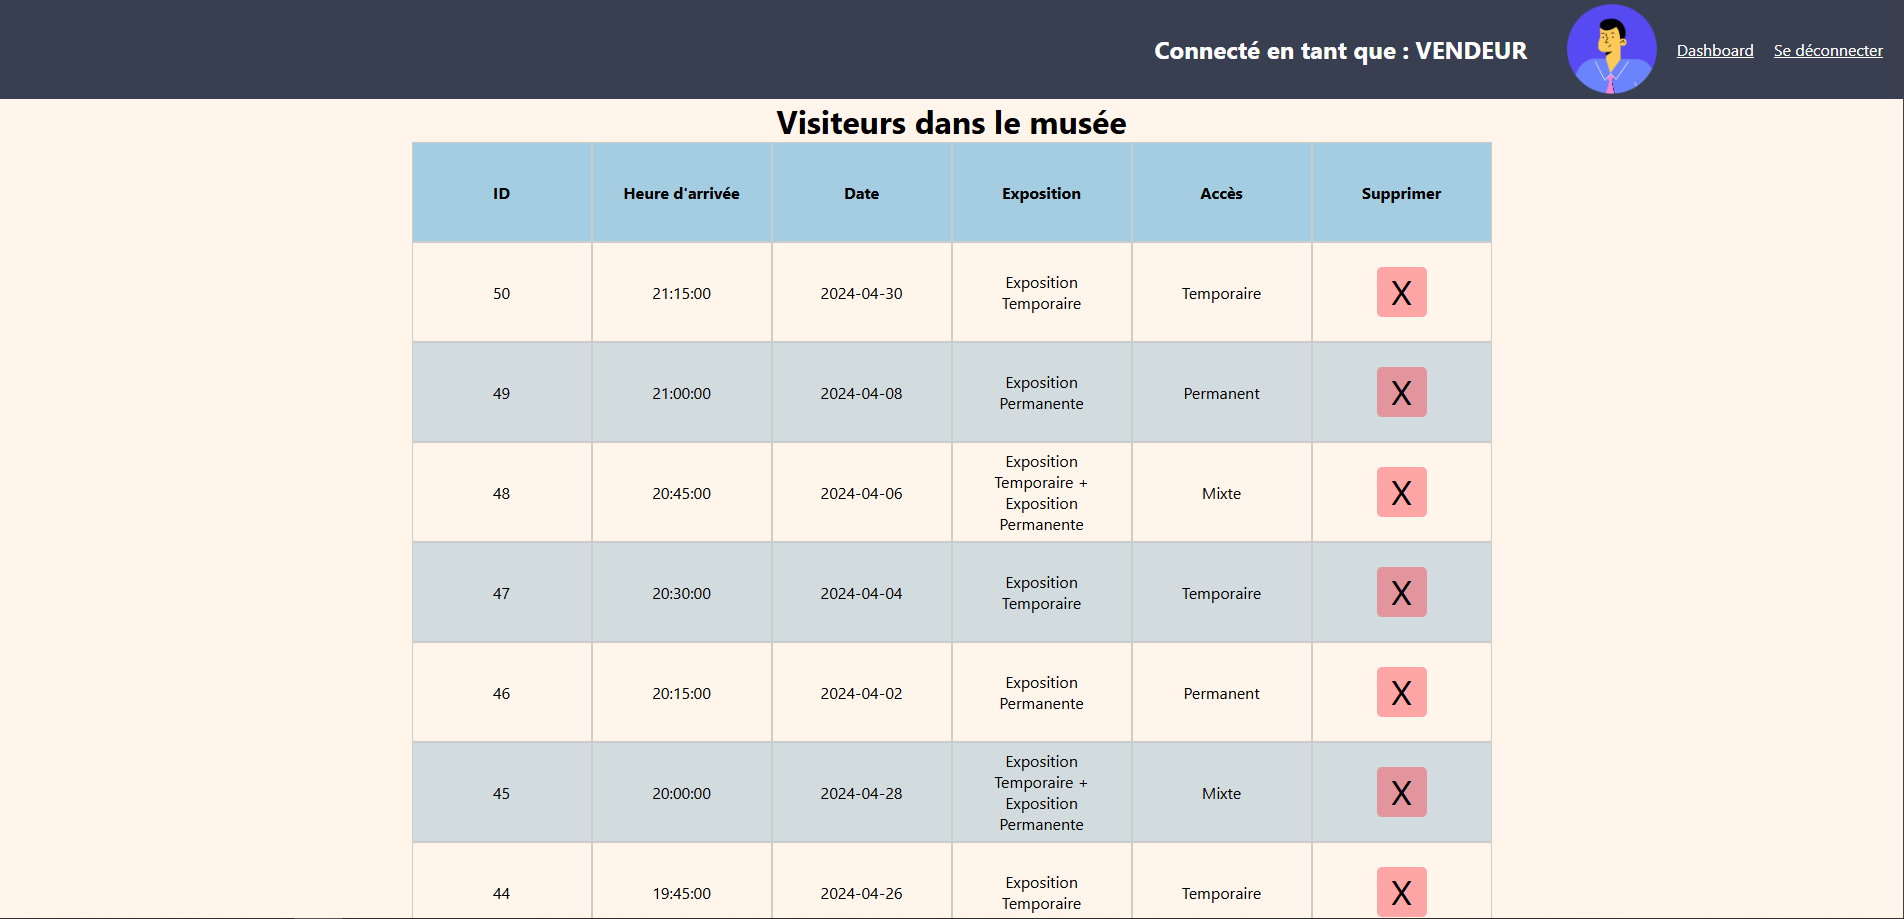 Connecté en tant que : VENDEUR
Dashboard
Se déconnecter
Visiteurs dans le musée
ID
Heure d'arrivée
Date
Exposition
Accès
Supprimer
50
21:15:00
2024-04-30
Exposition
Temporaire
Temporaire
X
49
21:00:00
2024-04-08
Exposition
Permanente
Permanent
X
48
20:45:00
2024-04-06
Exposition
Temporaire +
Exposition
Permanente
Mixte
X
47
20:30:00
2024-04-04
Exposition
Temporaire
Temporaire
X
46
20:15:00
2024-04-02
Exposition
Permanente
Permanent
X
45
20:00:00
2024-04-28
Exposition
Temporaire +
Exposition
Permanente
Mixte
X
44
19:45:00
2024-04-26
Exposition
Temporaire
Temporaire
X